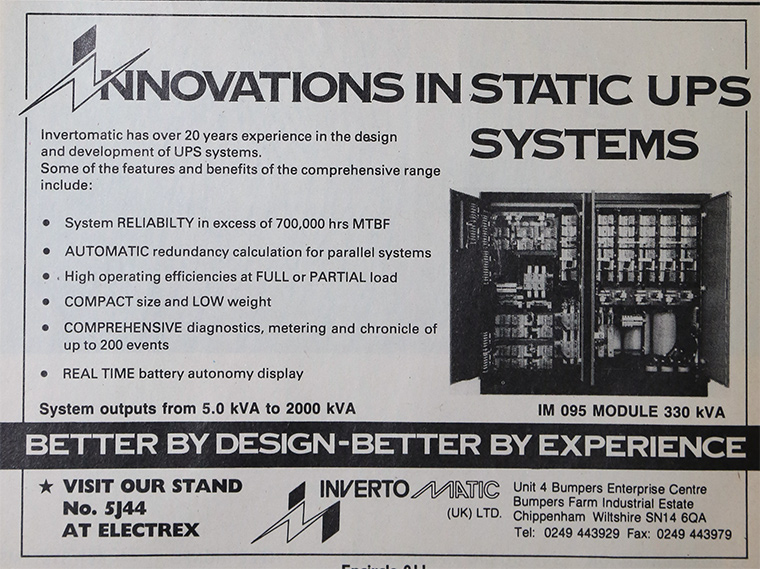 INNOVATIONS IN STATIC UPS
SYSTEMS
Invertomatic has over 20 years experience in the design
and development of UPS systems.
Some of the features and benefits of the comprehensive range
include:
• System RELIABILTY in excess of 700,000 hrs MTBF
• AUTOMATIC redundancy calculation for parallel systems
• High operating efficiencies at FULL or PARTIAL load
• COMPACT size and LOW weight
• COMPREHENSIVE diagnostics, metering and chronicle of
up to 200 events
• REAL TIME battery autonomy display
System outputs from 5.0 kVA to 2000 kVA
IM 095 MODULE 330 kVA
BETTER BY DESIGN-BETTER BY EXPERIENCE
★ VISIT OUR STAND
No. 5J44
AT ELECTREX
INVERTOMATIC
(UK) LTD.
Unit 4 Bumpers Enterprise Centre
Bumpers Farm Industrial Estate
Chippenham Wiltshire SN14 6QA
Tel: 0249 443929 Fax: 0249 443979